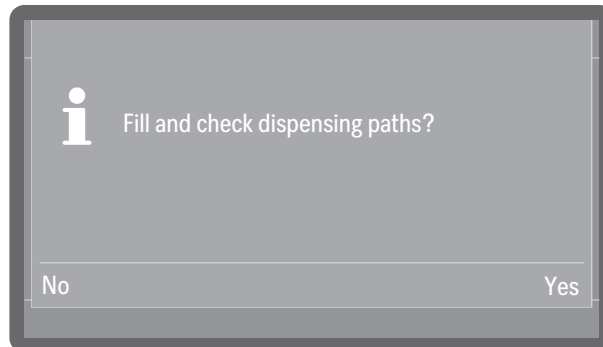 Fill and check dispensing paths?
No
Yes